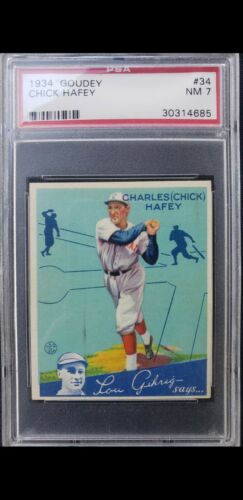 PSA
1934 GOUDEY #34
CHICK HAFEY NM 7
30314685
CHARLES(CHICK)
HAFEY
Lou Gehrig
says...